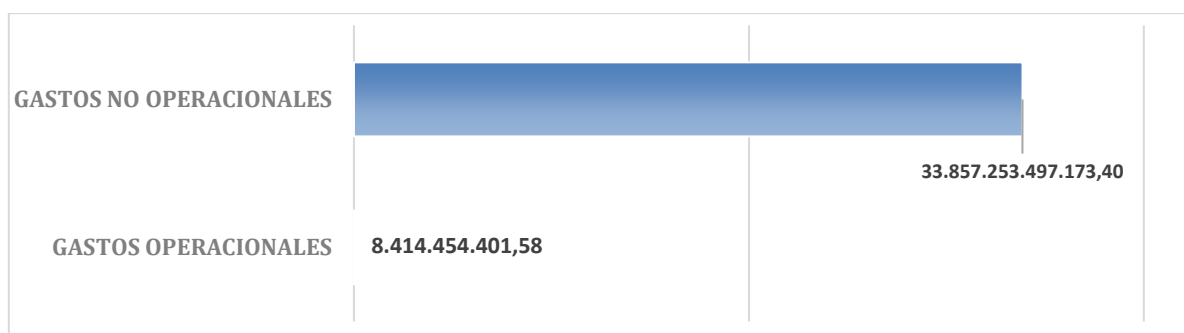 GASTOS NO OPERACIONALES
33.857.253.497.173,40
GASTOS OPERACIONALES
8.414.454.401,58